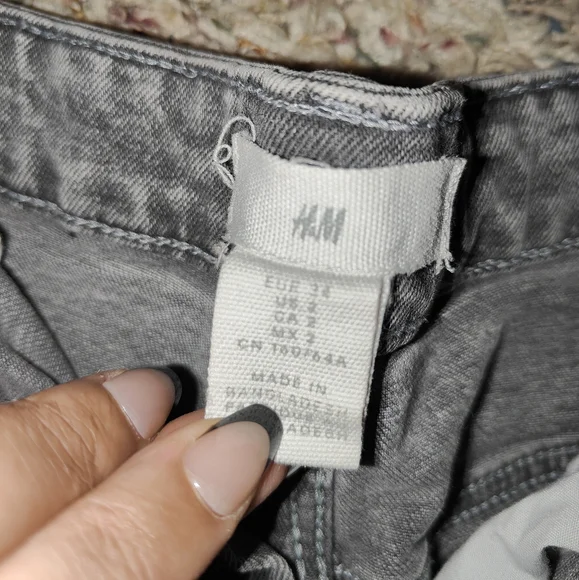 H&M
EUR 34
US 2
CA 2
MX 2
CN 160/64A
MADE IN
BANGLADESH